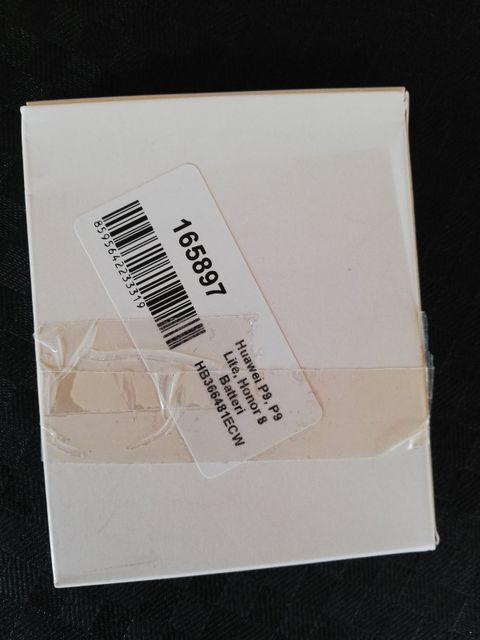 165897
8595642233319
Huawei P9, P9
Lite, Honor 8
Batteri
HB366481ECW